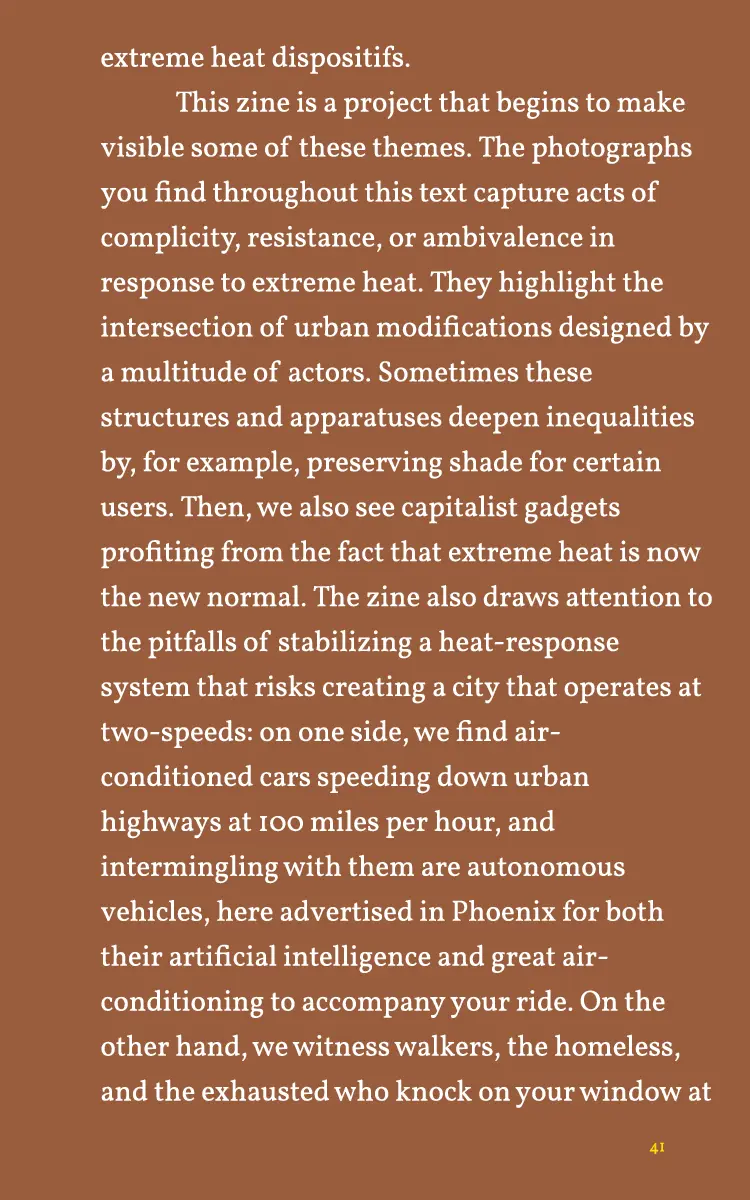 extreme heat dispositifs.
This zine is a project that begins to make
visible some of these themes. The photographs
you find throughout this text capture acts of
complicity, resistance, or ambivalence in
response to extreme heat. They highlight the
intersection of urban modifications designed by
a multitude of actors. Sometimes these
structures and apparatuses deepen inequalities
by, for example, preserving shade for certain
users. Then, we also see capitalist gadgets
profiting from the fact that extreme heat is now
the new normal. The zine also draws attention to
the pitfalls of stabilizing a heat-response
system that risks creating a city that operates at
two-speeds: on one side, we find air-
conditioned cars speeding down urban
highways at 100 miles per hour, and
intermingling with them are autonomous
vehicles, here advertised in Phoenix for both
their artificial intelligence and great air-
conditioning to accompany your ride. On the
other hand, we witness walkers, the homeless,
and the exhausted who knock on your window at
41